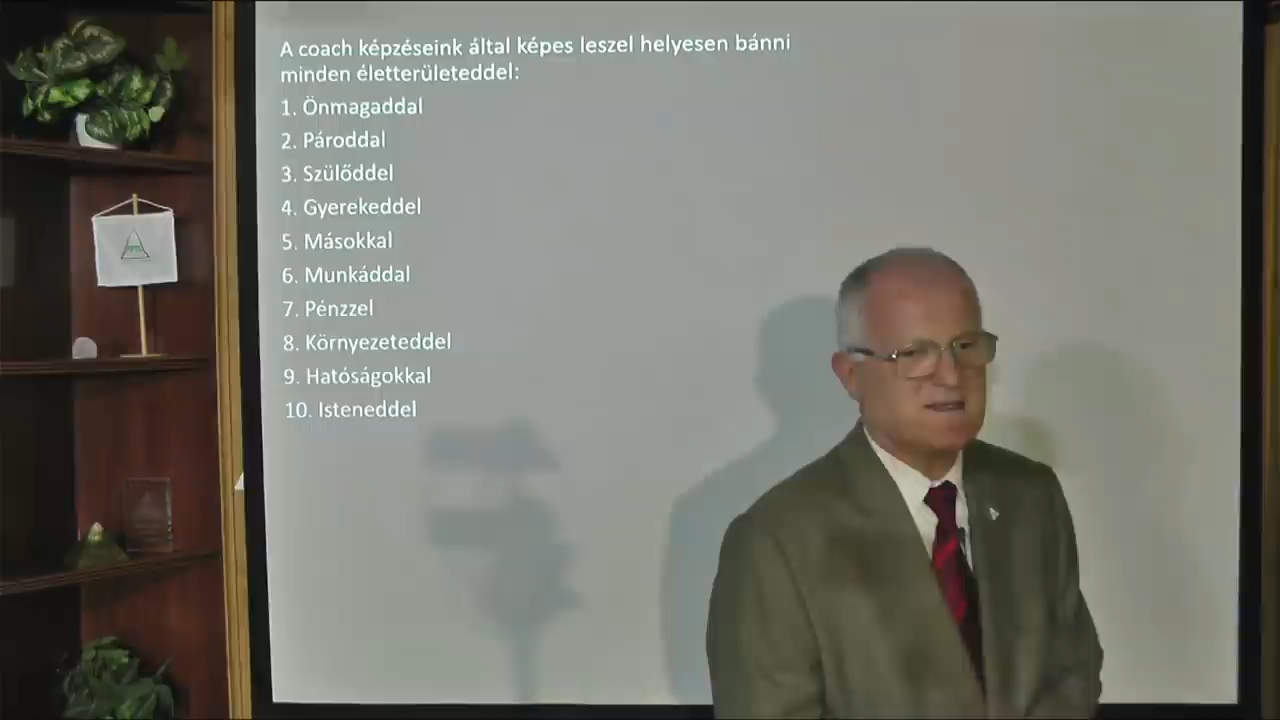 A coach képzéseink által képes leszel helyesen bánni
minden életterületeddel:
1. Önmagaddal
2. Pároddal
3. Szülőddel
4. Gyerekeddel
5. Másokkal
6. Munkáddal
7. Pénzzel
8. Környezeteddel
9. Hatóságokkal
10. Isteneddel